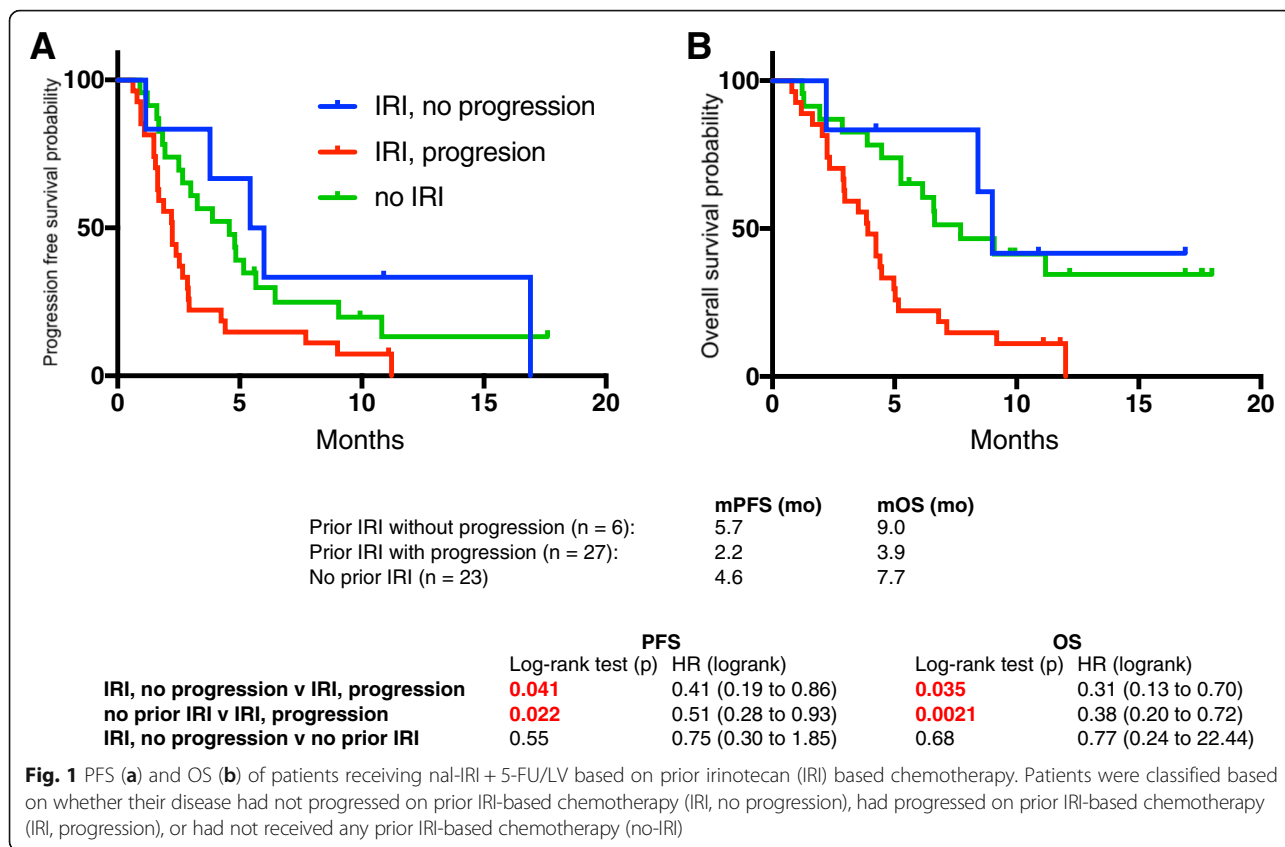 A
Progression free survival probability
100
50
0
0 5 10 15 20
Months
IRI, no progression
IRI, progresion
no IRI
B
Overall survival probability
100
50
0
0 5 10 15 20
Months
mPFS (mo) mOS (mo)
Prior IRI without progression (n = 6): 5.7 9.0
Prior IRI with progression (n = 27): 2.2 3.9
No prior IRI (n = 23) 4.6 7.7
PFS OS
Log-rank test (p) HR (logrank) Log-rank test (p) HR (logrank)
IRI, no progression v IRI, progression 0.041 0.41 (0.19 to 0.86) 0.035 0.31 (0.13 to 0.70)
no prior IRI v IRI, progression 0.022 0.51 (0.28 to 0.93) 0.0021 0.38 (0.20 to 0.72)
IRI, no progression v no prior IRI 0.55 0.75 (0.30 to 1.85) 0.68 0.77 (0.24 to 22.44)
Fig. 1 PFS (a) and OS (b) of patients receiving nal-IRI + 5-FU/LV based on prior irinotecan (IRI) based chemotherapy. Patients were classified based
on whether their disease had not progressed on prior IRI-based chemotherapy (IRI, no progression), had progressed on prior IRI-based chemotherapy
(IRI, progression), or had not received any prior IRI-based chemotherapy (no-IRI)